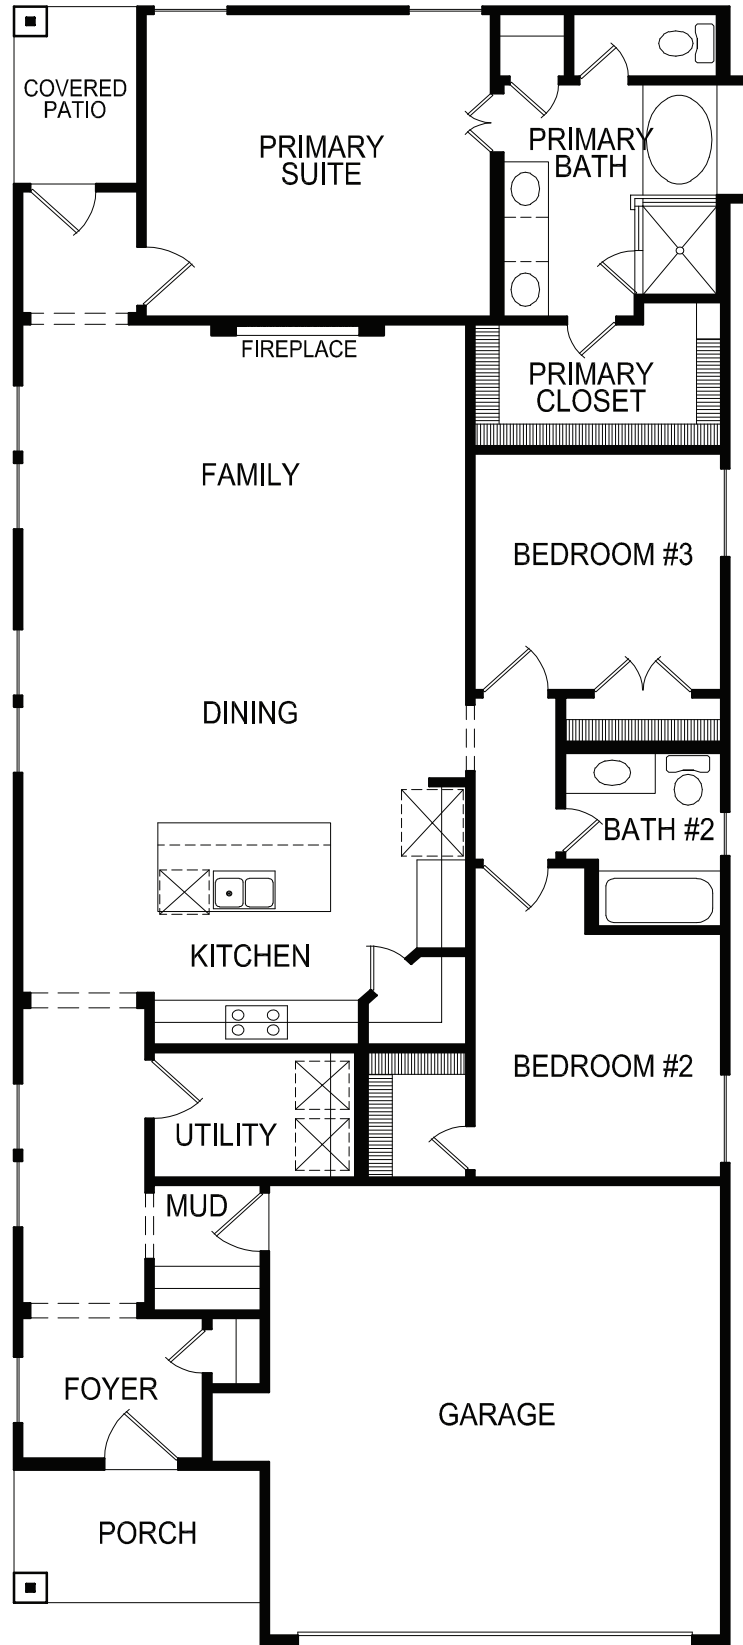 COVERED
PATIO
PRIMARY
SUITE
PRIMARY
BATH
FIREPLACE
PRIMARY
CLOSET
FAMILY
BEDROOM #3
DINING
BATH #2
KITCHEN
BEDROOM #2
UTILITY
MUD
FOYER
GARAGE
PORCH